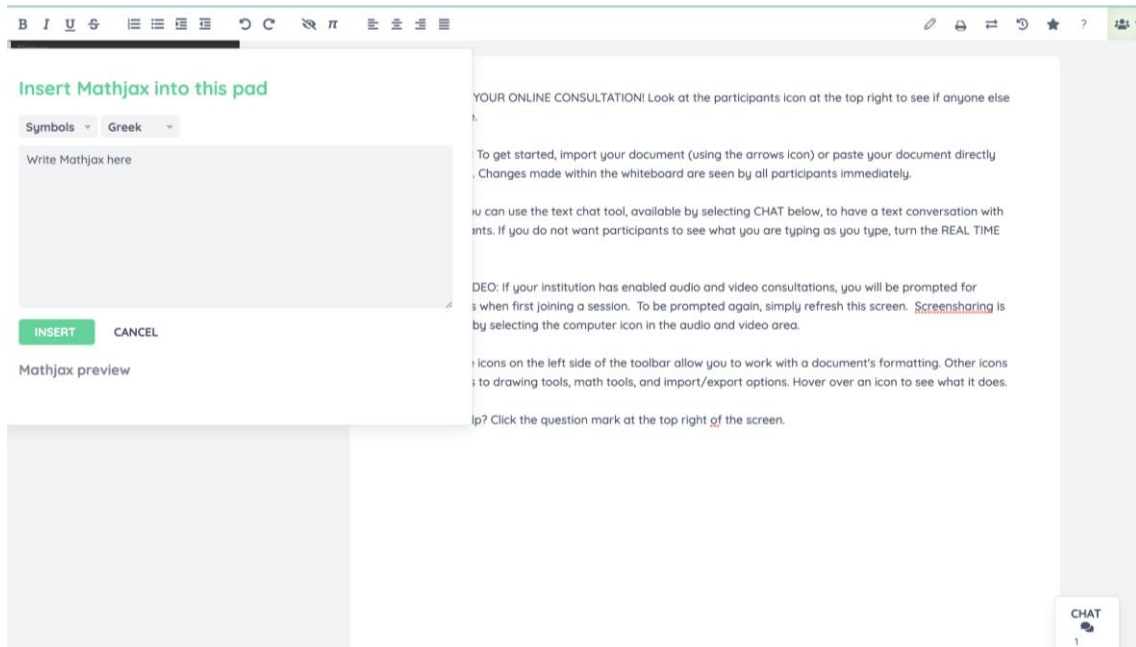 B I U S
π
?
Insert Mathjax into this pad
Symbols Greek
Write Mathjax here
INSERT CANCEL
Mathjax preview
YOUR ONLINE CONSULTATION! Look at the participants icon at the top right to see if anyone else
To get started, import your document (using the arrows icon) or paste your document directly
. Changes made within the whiteboard are seen by all participants immediately.
can use the text chat tool, available by selecting CHAT below, to have a text conversation with
If you do not want participants to see what you are typing as you type, turn the REAL TIME
If your institution has enabled audio and video consultations, you will be prompted for
when first joining a session. To be prompted again, simply refresh this screen. Screensharing is
by selecting the computer icon in the audio and video area.
icons on the left side of the toolbar allow you to work with a document's formatting. Other icons
to drawing tools, math tools, and import/export options. Hover over an icon to see what it does.
Click the question mark at the top right of the screen.
CHAT
1